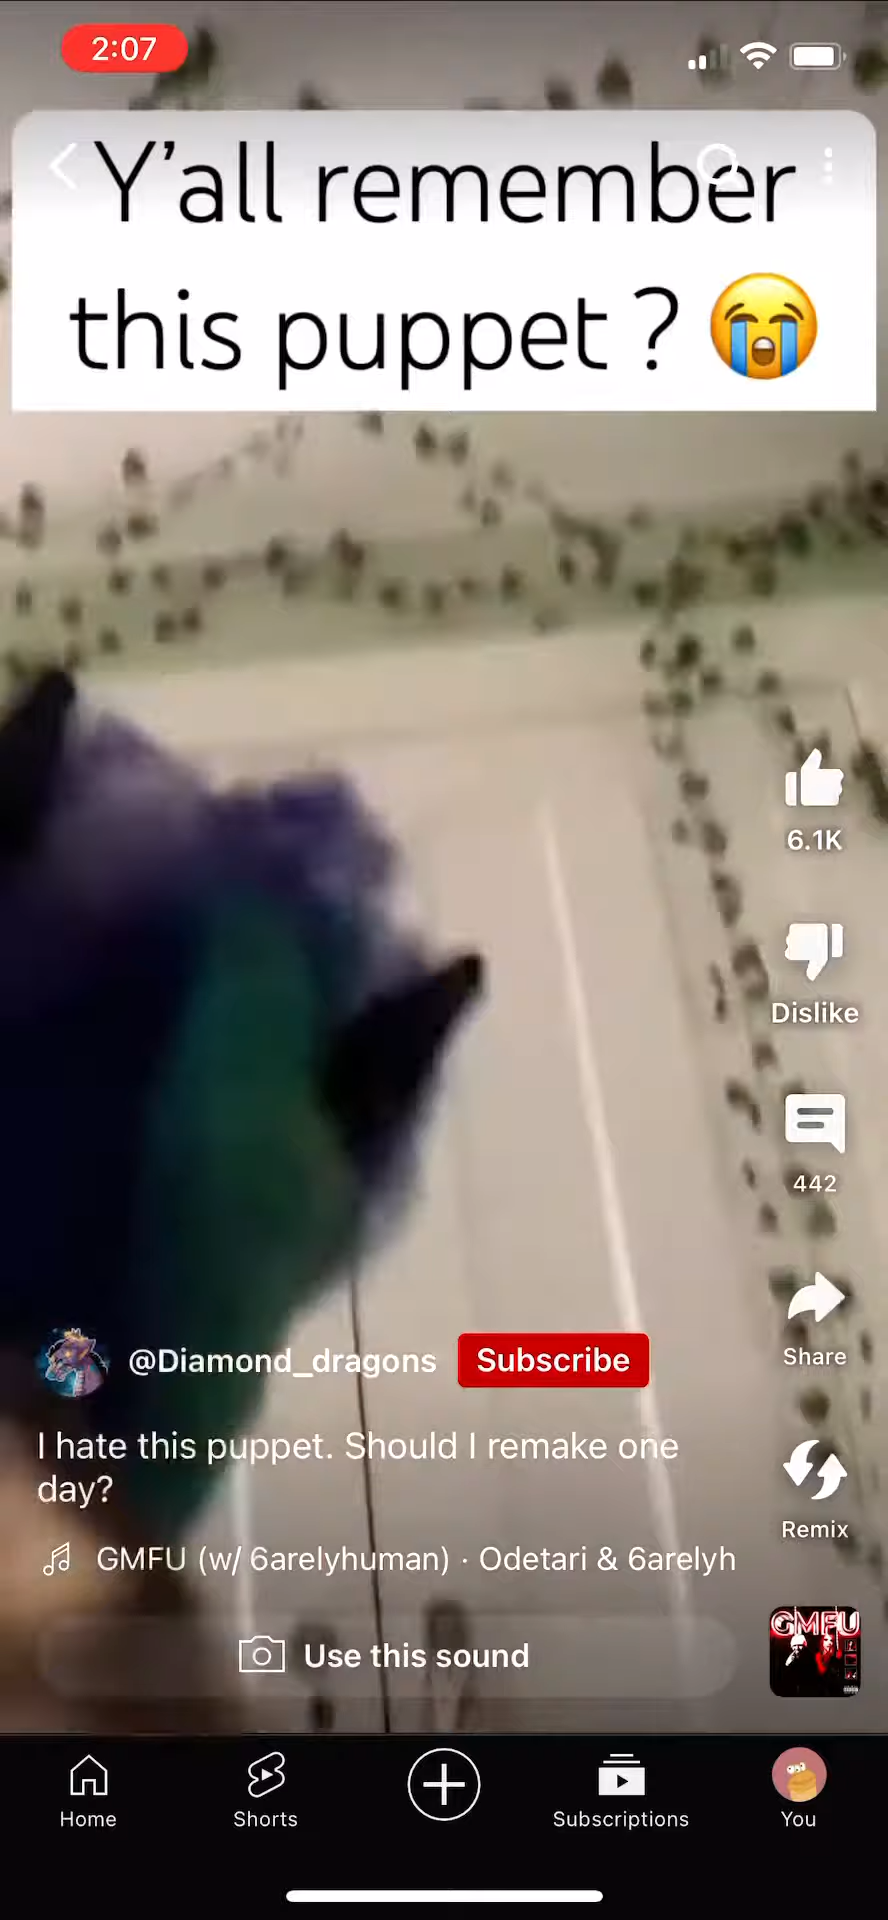 2:07
Y’all remember
this puppet ? 😭
6.1K
Dislike
442
Share
@Diamond_dragons Subscribe
I hate this puppet. Should I remake one
day?
Remix
GMFU (w/ 6arelyhuman) · Odetari & 6arelyh
GMFU
Use this sound
Home Shorts Subscriptions You